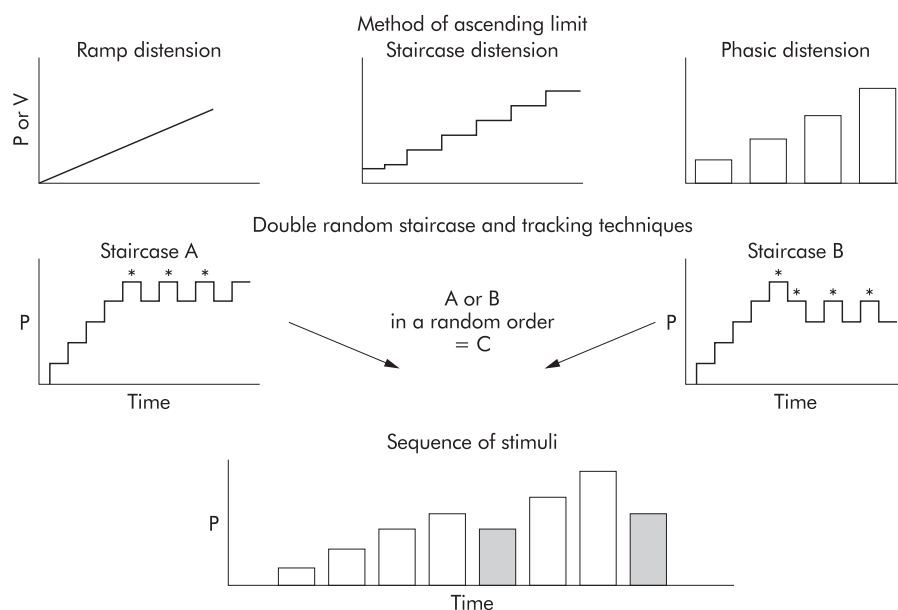 Method of ascending limit
Ramp distension
Staircase distension
Phasic distension
P or V
Double random staircase and tracking techniques
Staircase A
Staircase B
* * *
* * * *
P
A or B
in a random order
= C
P
Time
Time
Sequence of stimuli
P
Time